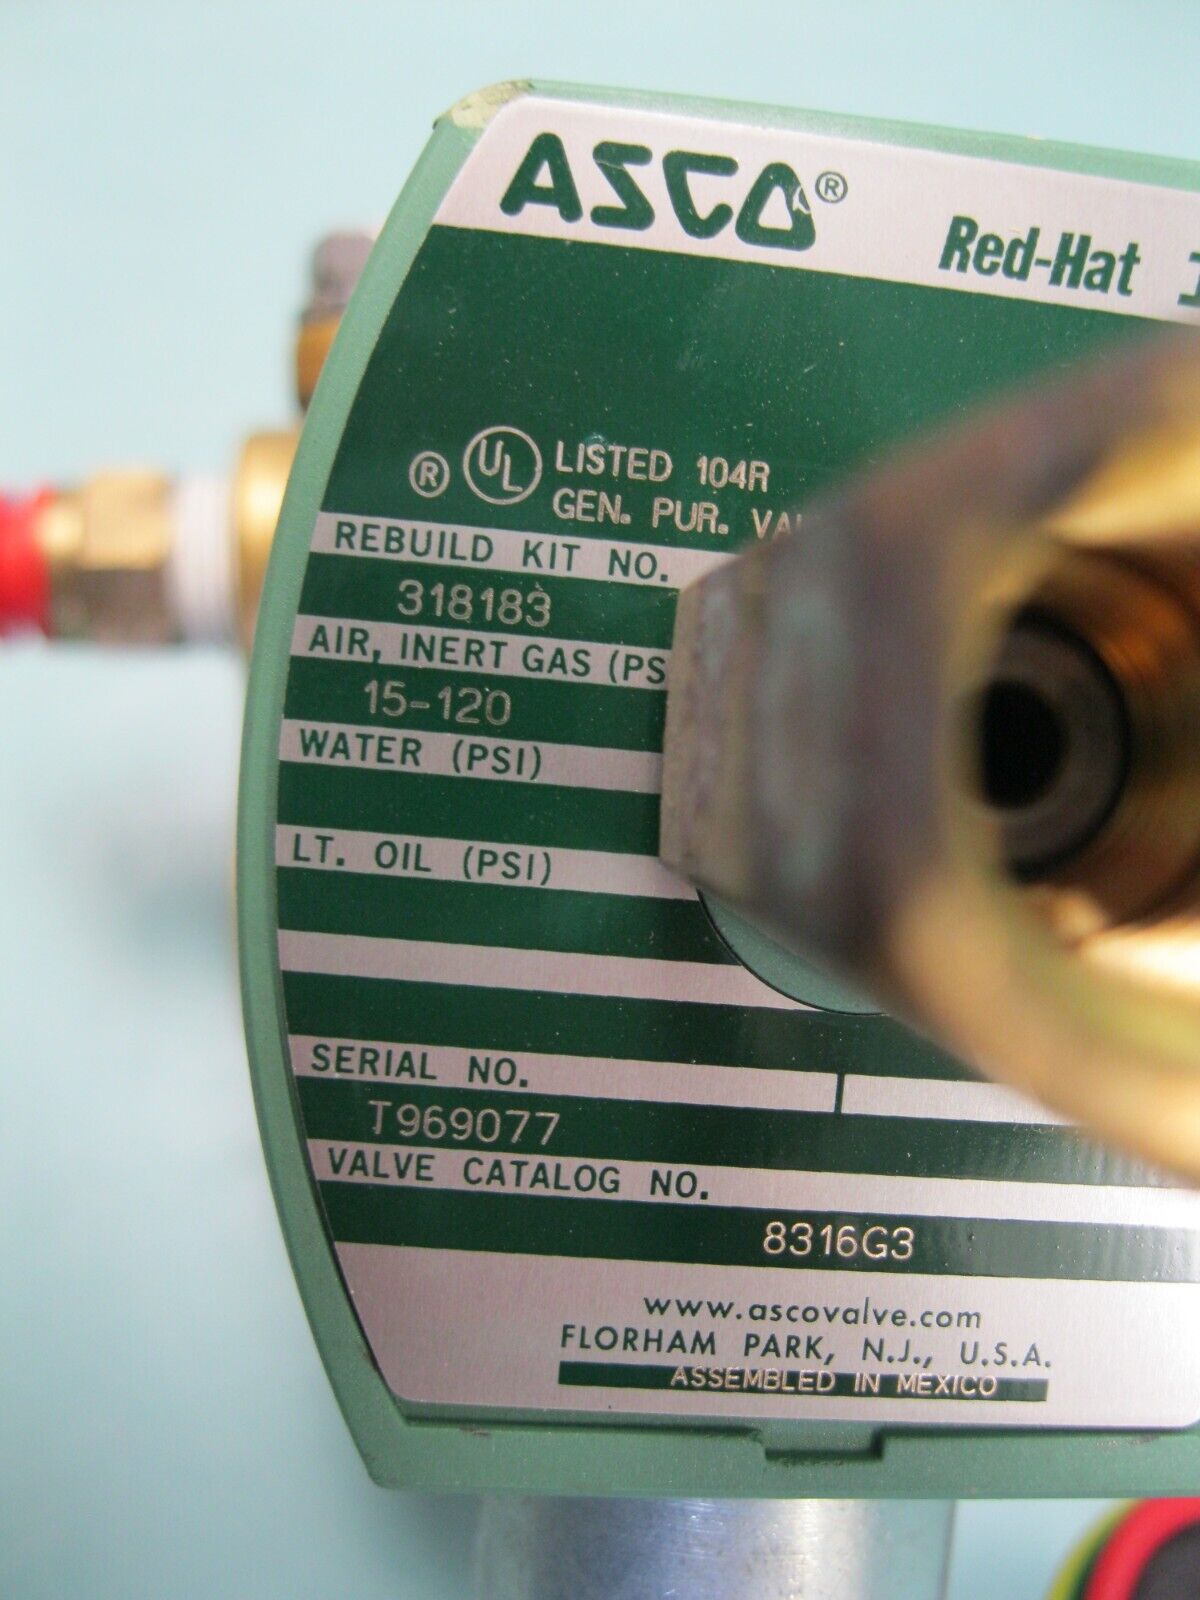 ASCO®
Red-Hat
® UL LISTED 104R
GEN. PUR.
REBUILD KIT NO.
318183
AIR, INERT GAS
15-120
WATER (PSI)
LT. OIL (PSI)
SERIAL NO.
T969077
VALVE CATALOG NO.
8316G3
www.ascovalve.com
FLORHAM PARK, N.J., U.S.A.
ASSEMBLED IN MEXICO